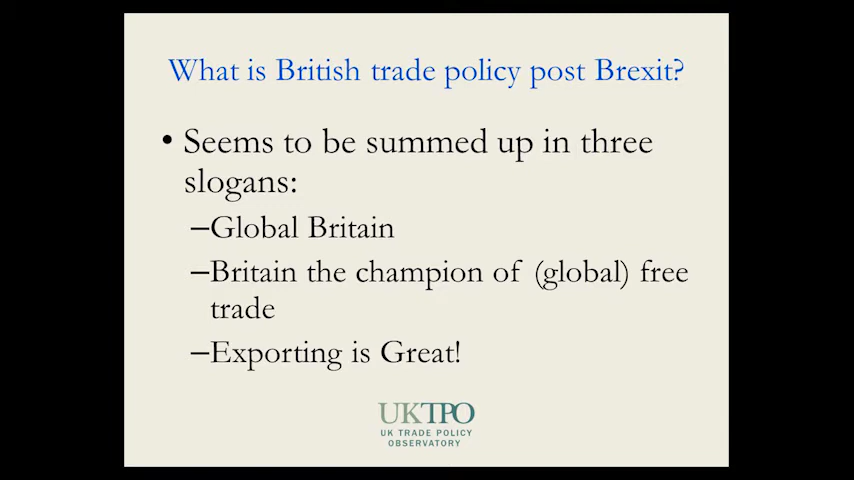 What is British trade policy post Brexit?
• Seems to be summed up in three
slogans:
–Global Britain
–Britain the champion of (global) free
trade
–Exporting is Great!
UKTPO
UK TRADE POLICY
OBSERVATORY